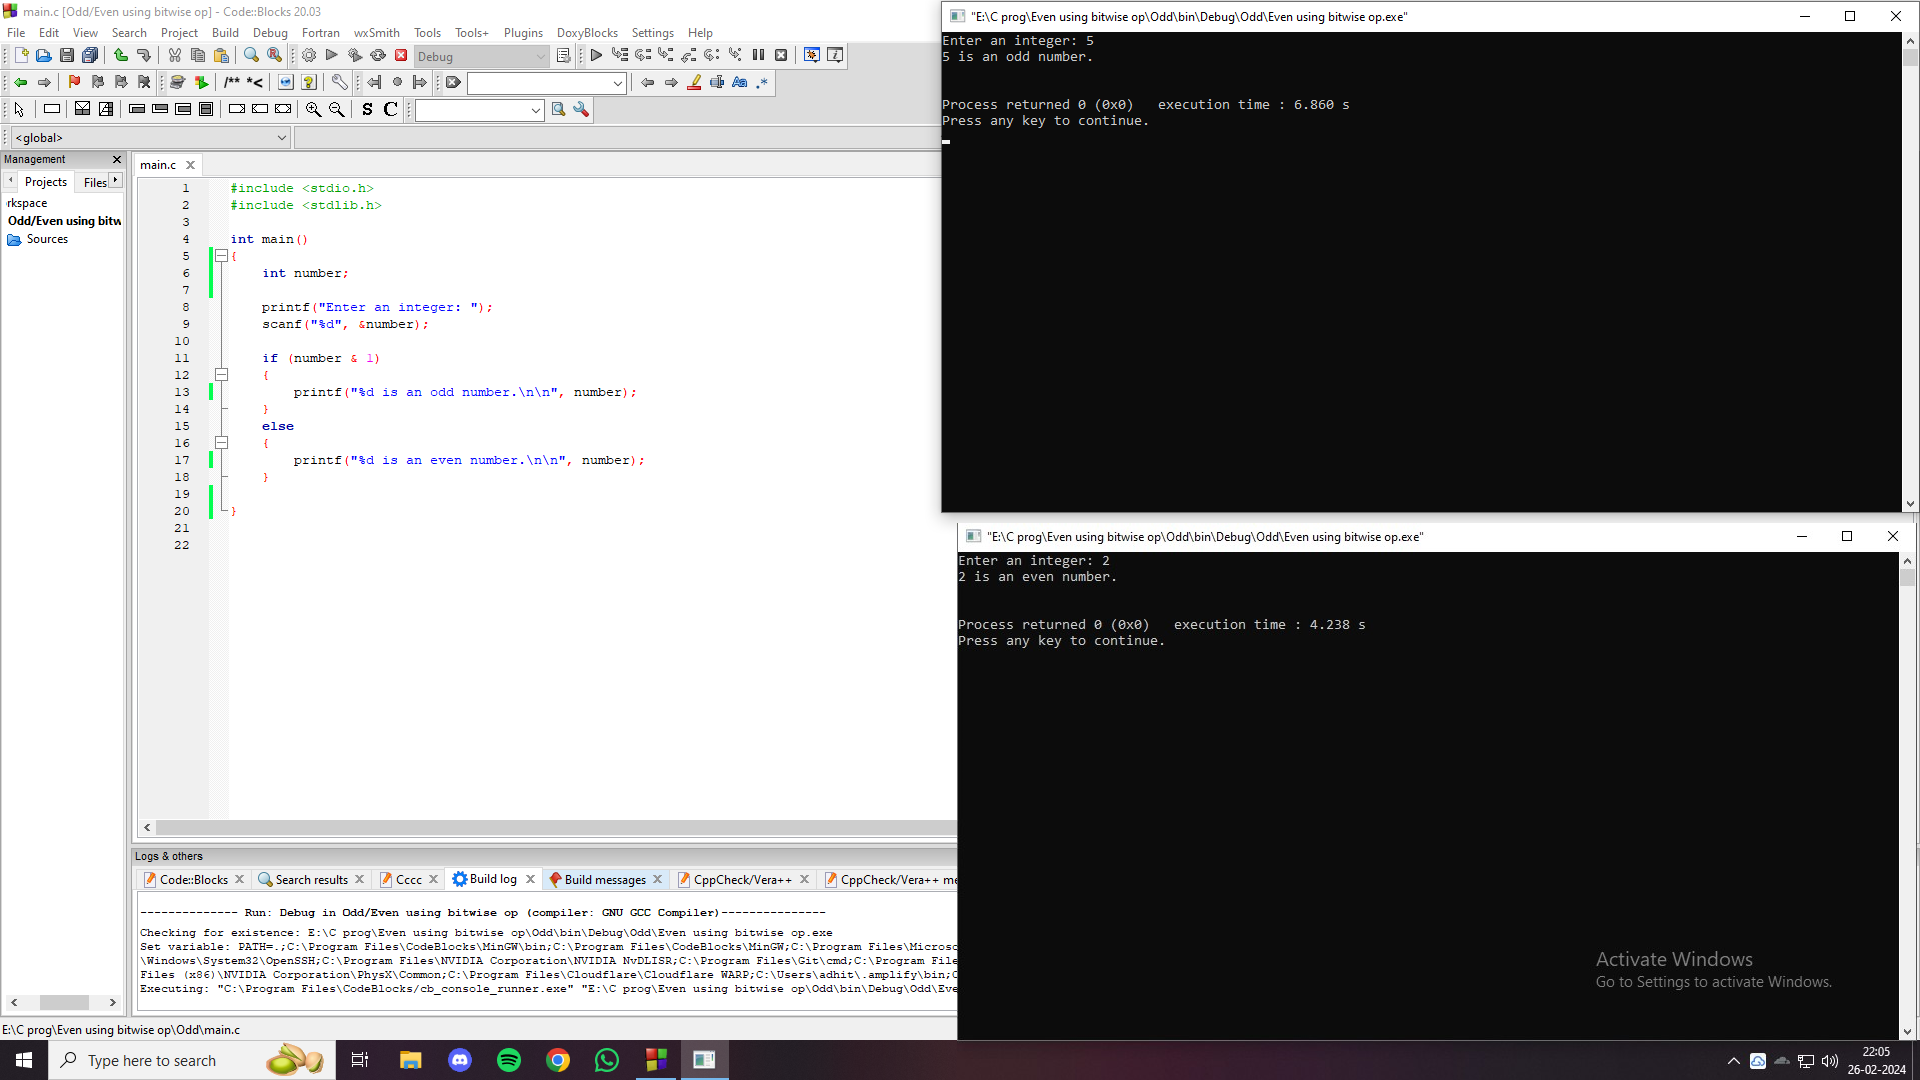 main.c [Odd/Even using bitwise op] - Code::Blocks 20.03
File Edit View Search Project Build Debug Fortran wxSmith Tools Tools+ Plugins DoxyBlocks Settings Help
Debug
/** *<
S C
<global>
Management
Projects Files
rkspace
Odd/Even using bitw
Sources
main.c
1 #include <stdio.h>
2 #include <stdlib.h>
3
4 int main()
5 {
6 int number;
7
8 printf("Enter an integer: ");
9 scanf("%d", &number);
10
11 if (number & 1)
12 {
13 printf("%d is an odd number.\n\n", number);
14 }
15 else
16 {
17 printf("%d is an even number.\n\n", number);
18 }
19
20 }
21
22
"E:\C prog\Even using bitwise op\Odd\bin\Debug\Odd\Even using bitwise op.exe"
Enter an integer: 5
5 is an odd number.
Process returned 0 (0x0) execution time : 6.860 s
Press any key to continue.
"E:\C prog\Even using bitwise op\Odd\bin\Debug\Odd\Even using bitwise op.exe"
Enter an integer: 2
2 is an even number.
Process returned 0 (0x0) execution time : 4.238 s
Press any key to continue.
Logs & others
Code::Blocks Search results Cccc Build log Build messages CppCheck/Vera++ CppCheck/Vera++ me
-------------- Run: Debug in Odd/Even using bitwise op (compiler: GNU GCC Compiler)---------------
Checking for existence: E:\C prog\Even using bitwise op\Odd\bin\Debug\Odd\Even using bitwise op.exe
Set variable: PATH=.;C:\Program Files\CodeBlocks\MinGW\bin;C:\Program Files\CodeBlocks\MinGW;C:\Program Files\Microsc
\Windows\System32\OpenSSH;C:\Program Files\NVIDIA Corporation\NVIDIA NvDLISR;C:\Program Files\Git\cmd;C:\Program File
Files (x86)\NVIDIA Corporation\PhysX\Common;C:\Program Files\Cloudflare\Cloudflare WARP;C:\Users\adhit\.amplify\bin;C
Executing: "C:\Program Files\CodeBlocks/cb_console_runner.exe" "E:\C prog\Even using bitwise op\Odd\bin\Debug\Odd\Eve
E:\C prog\Even using bitwise op\Odd\main.c
Activate Windows
Go to Settings to activate Windows.
Type here to search
22:05
26-02-2024